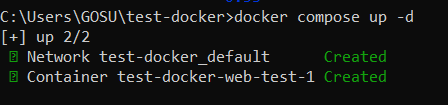 C:\Users\GOSU\test-docker>docker compose up -d
[+] up 2/2
Network test-docker_default Created
Container test-docker-web-test-1 Created